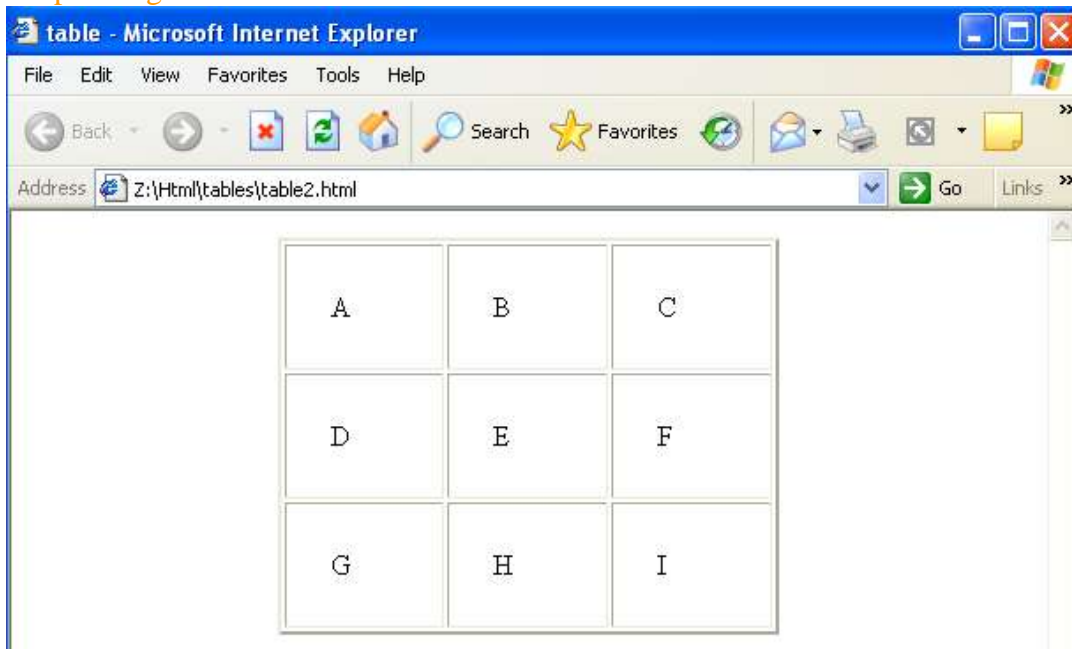 table - Microsoft Internet Explorer
File Edit View Favorites Tools Help
Back Search Favorites »
Address Z:\Html\tables\table2.html Go Links »
A B C
D E F
G H I